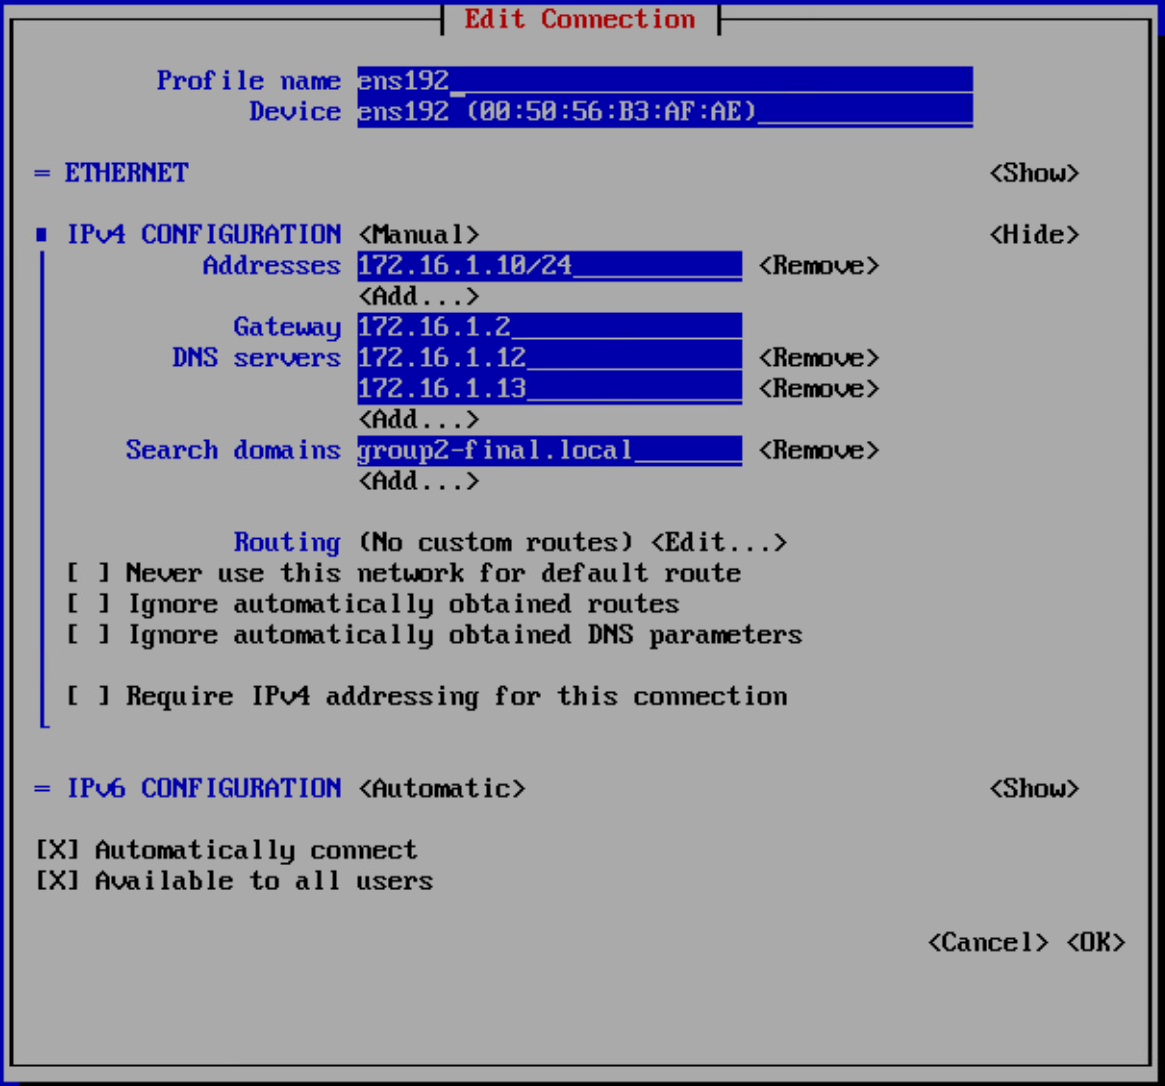 Edit Connection
Profile name ens192
Device ens192 (00:50:56:B3:AF:AE)
= ETHERNET <Show>
IPv4 CONFIGURATION <Manual> <Hide>
Addresses 172.16.1.10/24 <Remove>
<Add...>
Gateway 172.16.1.2
DNS servers 172.16.1.12 <Remove>
172.16.1.13 <Remove>
<Add...>
Search domains group2-final.local <Remove>
<Add...>
Routing (No custom routes) <Edit...>
[ ] Never use this network for default route
[ ] Ignore automatically obtained routes
[ ] Ignore automatically obtained DNS parameters
[ ] Require IPv4 addressing for this connection
= IPv6 CONFIGURATION <Automatic> <Show>
[X] Automatically connect
[X] Available to all users
<Cancel> <OK>